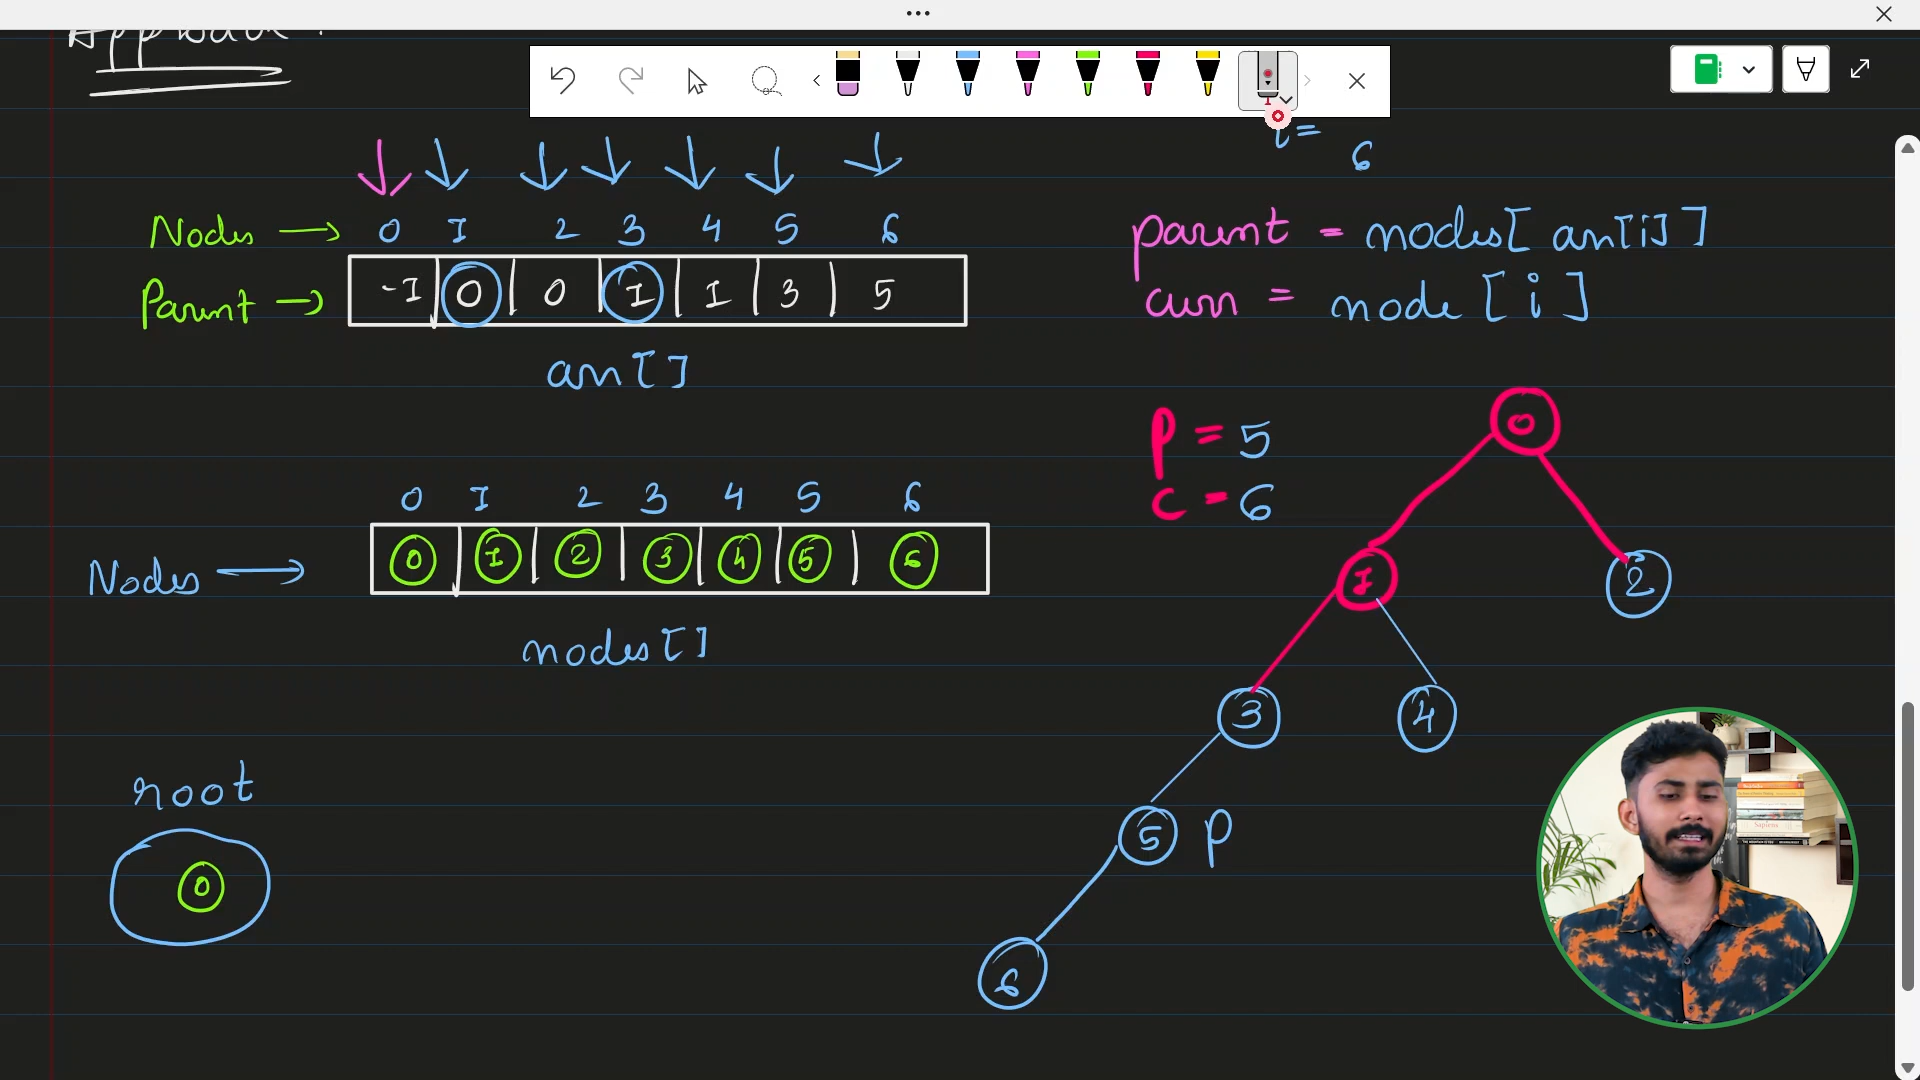 Approach :
i =
6
Nodes → 0 1 2 3 4 5 6
Parent → -1 0 0 1 1 3 5
arr[]
parent = nodes[arr[i]]
curr = node[i]
P = 5
C = 6
0 1 2 3 4 5 6
Nodes → 0 1 2 3 4 5 6
nodes[]
0
1 2
3 4
root
0
5 P
6